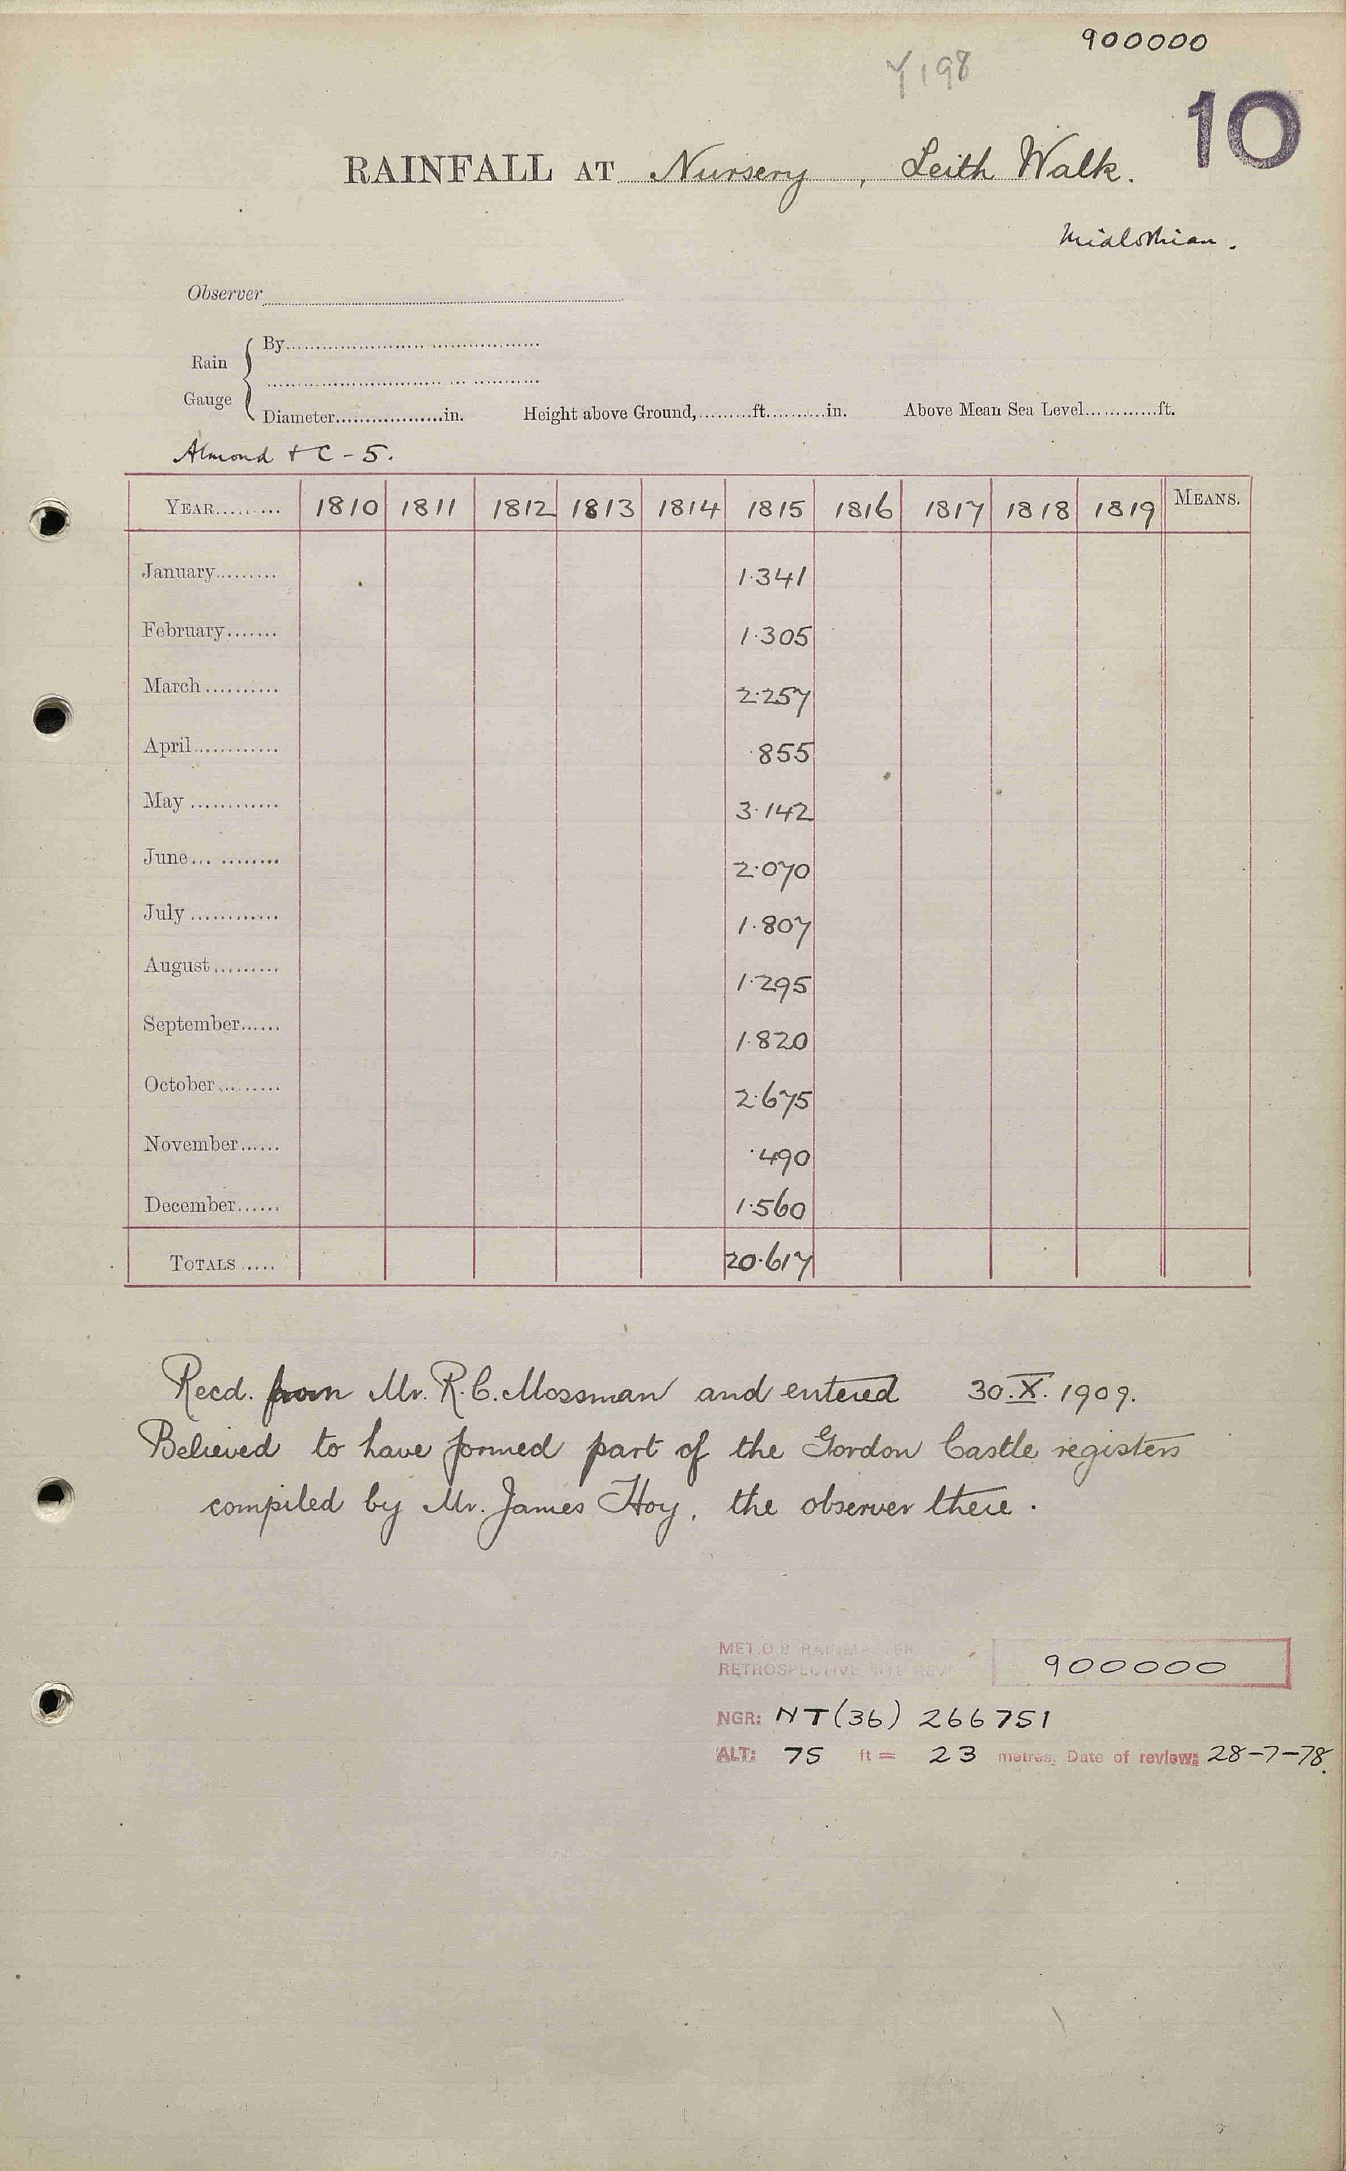 900000
Y198
10
RAINFALL AT Nursery, Leith Walk.
Midlothian.
Observer
Rain Gauge
By
Diameter in. Height above Ground, ft. in. Above Mean Sea Level ft.
Almond & C - 5.
YEAR 1810 1811 1812 1813 1814 1815 1816 1817 1818 1819 MEANS.
January 1.341
February 1.305
March 2.257
April .855
May 3.142
June 2.070
July 1.807
August 1.295
September 1.820
October 2.675
November .490
December 1.560
TOTALS 20.617
Recd. from Mr. R. C. Mossman and entered 30.X.1909.
Believed to have formed part of the Gordon Castle registers
compiled by Mr. James Hoy, the observer there.
MET.O.8
RETROSPECTIVE SITE REV 900000
NGR: NT(36) 266751
ALT: 75 ft = 23 metres. Date of review: 28-7-78.